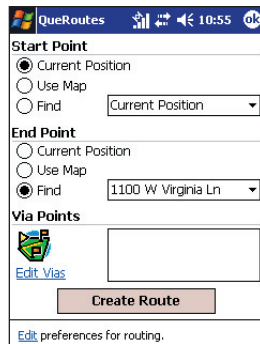 QueRoutes 10:55 ok
Start Point
Current Position
Use Map
Find Current Position
End Point
Current Position
Use Map
Find 1100 W Virginia Ln
Via Points
Edit Vias
Create Route
Edit preferences for routing.